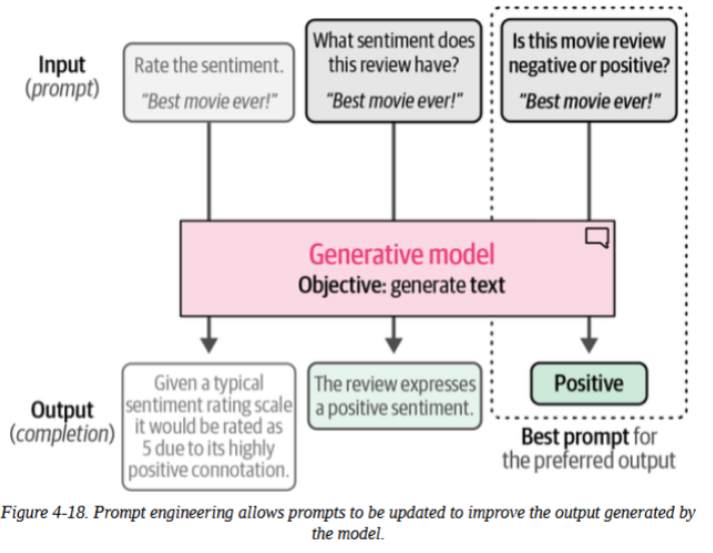 Input
(prompt)
Rate the sentiment.
"Best movie ever!"
What sentiment does
this review have?
"Best movie ever!"
Is this movie review
negative or positive?
"Best movie ever!"
Generative model
Objective: generate text
Output
(completion)
Given a typical
sentiment rating scale
it would be rated as
5 due to its highly
positive connotation.
The review expresses
a positive sentiment.
Positive
Best prompt for
the preferred output
Figure 4-18. Prompt engineering allows prompts to be updated to improve the output generated by
the model.